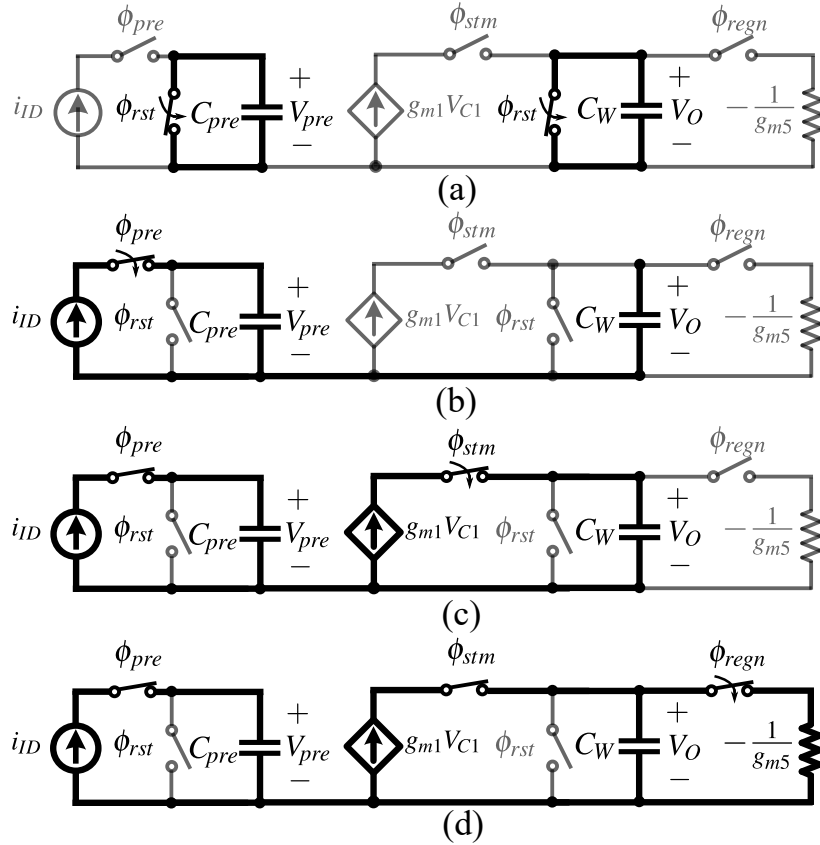 ϕpre ϕstm ϕregn
iID ϕrst Cpre + Vpre − gm1VC1 ϕrst CW + VO − −1/gm5
(a)
ϕpre ϕstm ϕregn
iID ϕrst Cpre + Vpre − gm1VC1 ϕrst CW + VO − −1/gm5
(b)
ϕpre ϕstm ϕregn
iID ϕrst Cpre + Vpre − gm1VC1 ϕrst CW + VO − −1/gm5
(c)
ϕpre ϕstm ϕregn
iID ϕrst Cpre + Vpre − gm1VC1 ϕrst CW + VO − −1/gm5
(d)